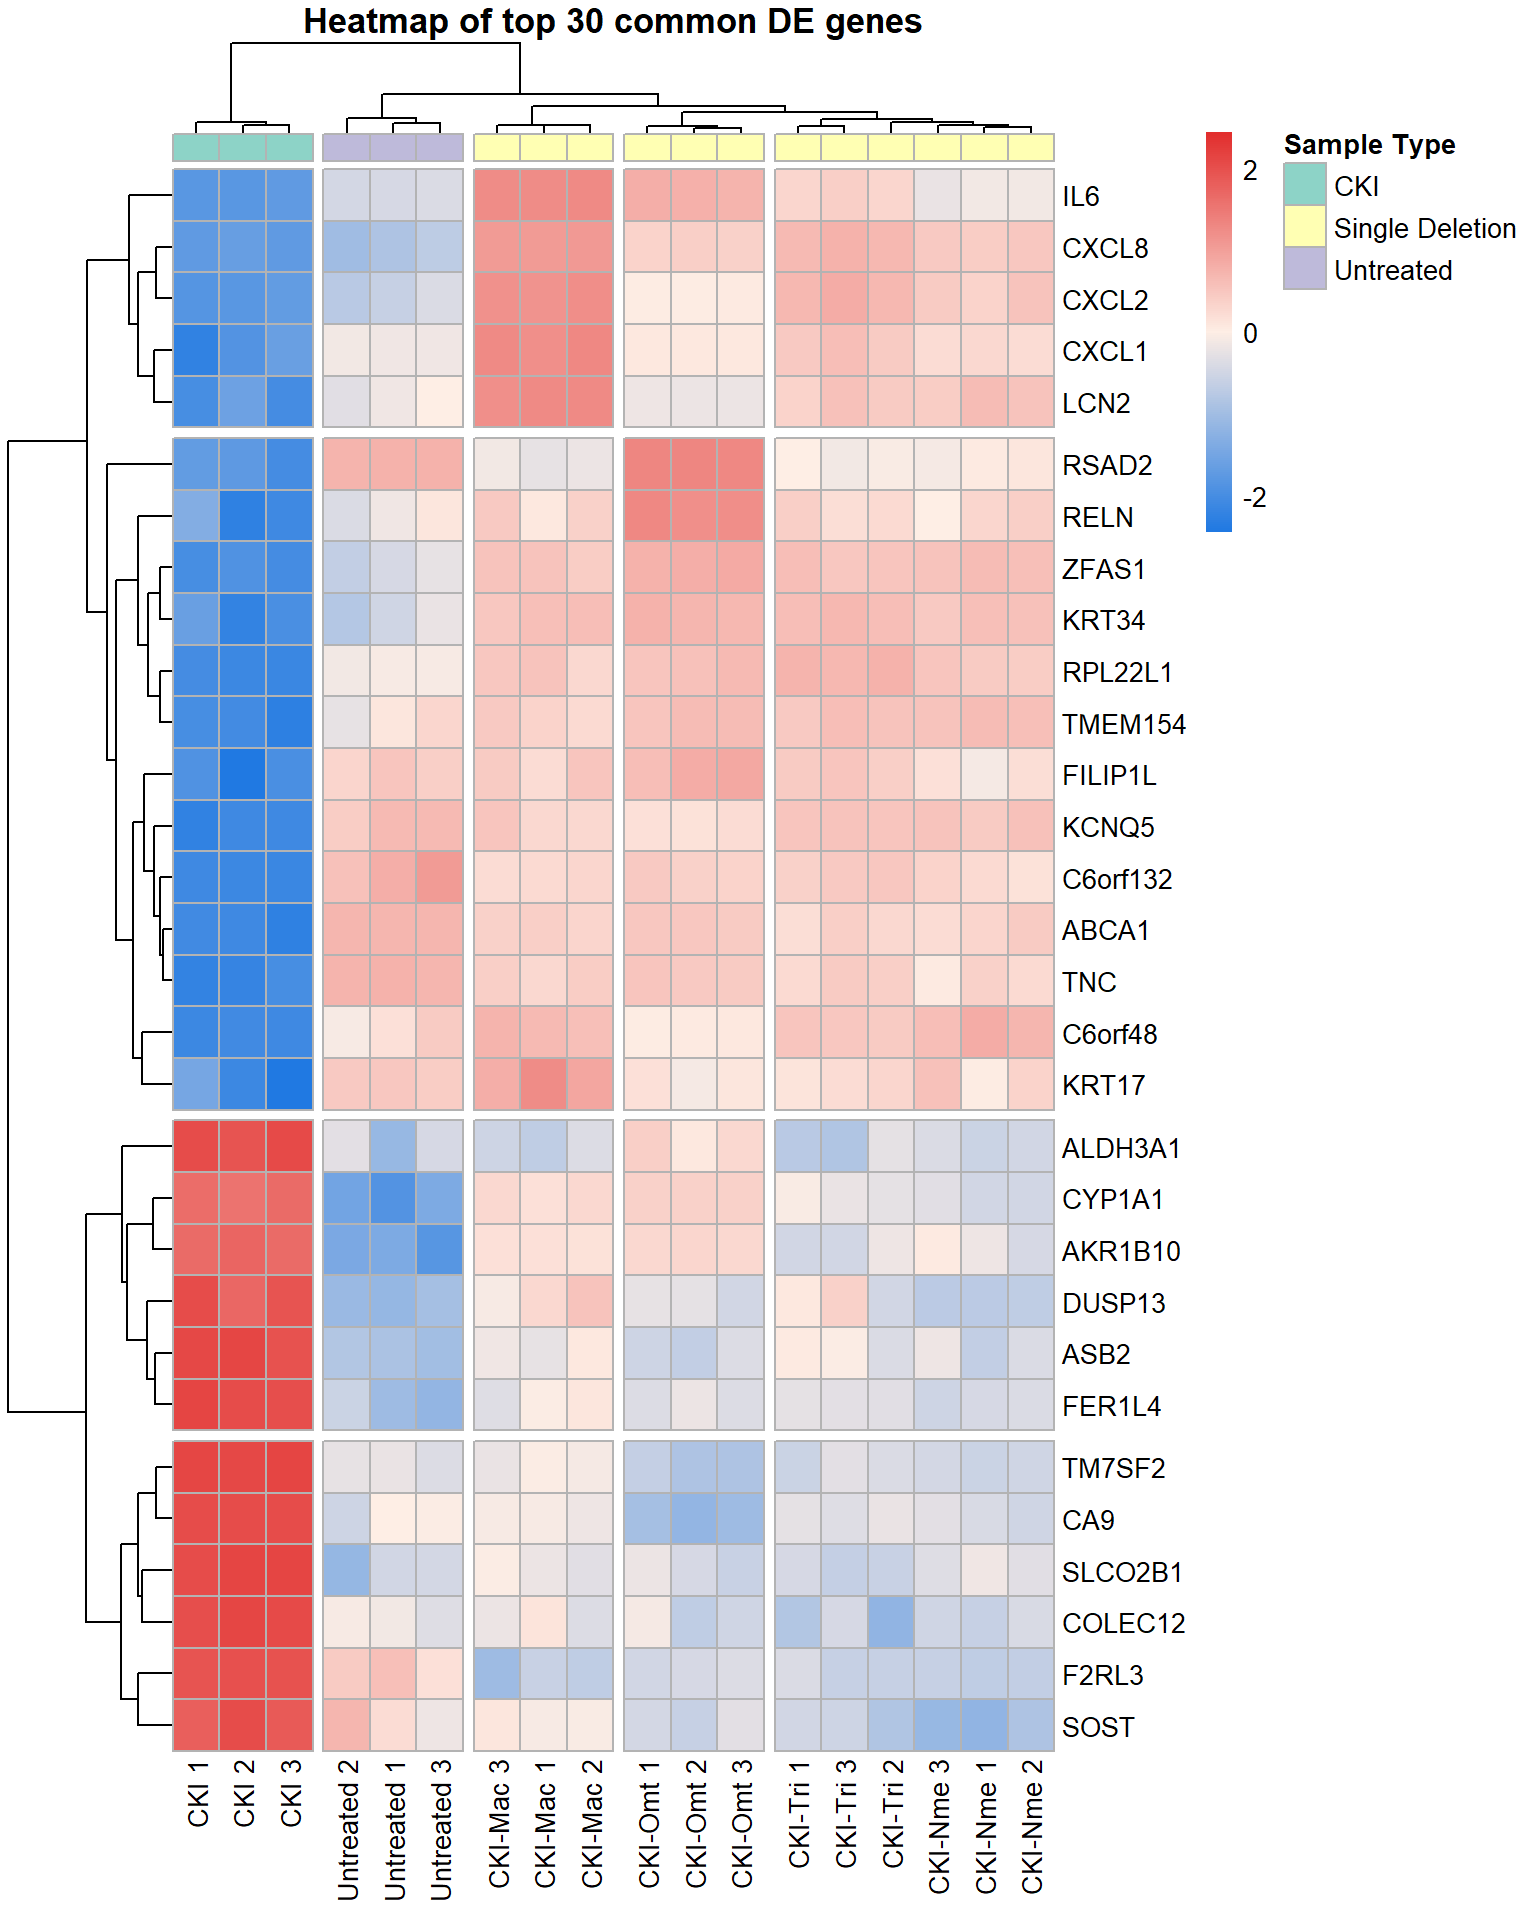 Heatmap of top 30 common DE genes
2
0
-2
Sample Type
CKI
Single Deletion
Untreated
IL6
CXCL8
CXCL2
CXCL1
LCN2
RSAD2
RELN
ZFAS1
KRT34
RPL22L1
TMEM154
FILIP1L
KCNQ5
C6orf132
ABCA1
TNC
C6orf48
KRT17
ALDH3A1
CYP1A1
AKR1B10
DUSP13
ASB2
FER1L4
TM7SF2
CA9
SLCO2B1
COLEC12
F2RL3
SOST
CKI 1
CKI 2
CKI 3
Untreated 2
Untreated 1
Untreated 3
CKI-Mac 3
CKI-Mac 1
CKI-Mac 2
CKI-Omt 1
CKI-Omt 2
CKI-Omt 3
CKI-Tri 1
CKI-Tri 3
CKI-Tri 2
CKI-Nme 3
CKI-Nme 1
CKI-Nme 2